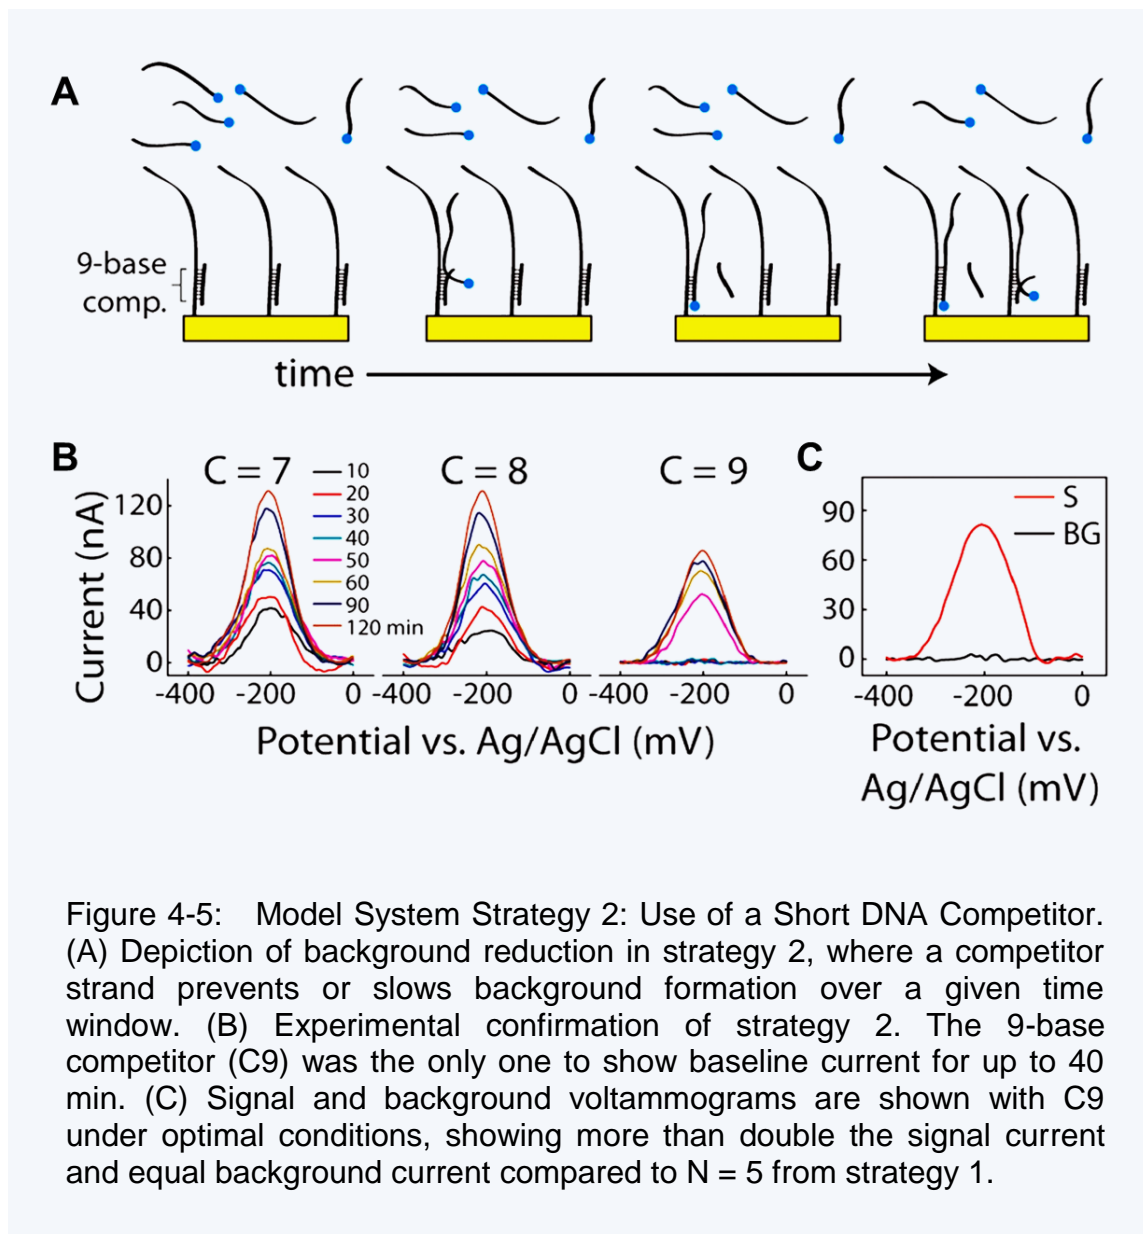 A
9-base
comp.
time
B
C = 7
10
20
30
40
50
60
90
120 min
C = 8
C = 9
C
S
BG
Current (nA)
120
80
40
0
-400 -200 0
-400 -200 0
-400 -200 0
Potential vs. Ag/AgCl (mV)
90
60
30
0
-400 -200 0
Potential vs.
Ag/AgCl (mV)
Figure 4-5: Model System Strategy 2: Use of a Short DNA Competitor.
(A) Depiction of background reduction in strategy 2, where a competitor
strand prevents or slows background formation over a given time
window. (B) Experimental confirmation of strategy 2. The 9-base
competitor (C9) was the only one to show baseline current for up to 40
min. (C) Signal and background voltammograms are shown with C9
under optimal conditions, showing more than double the signal current
and equal background current compared to N = 5 from strategy 1.